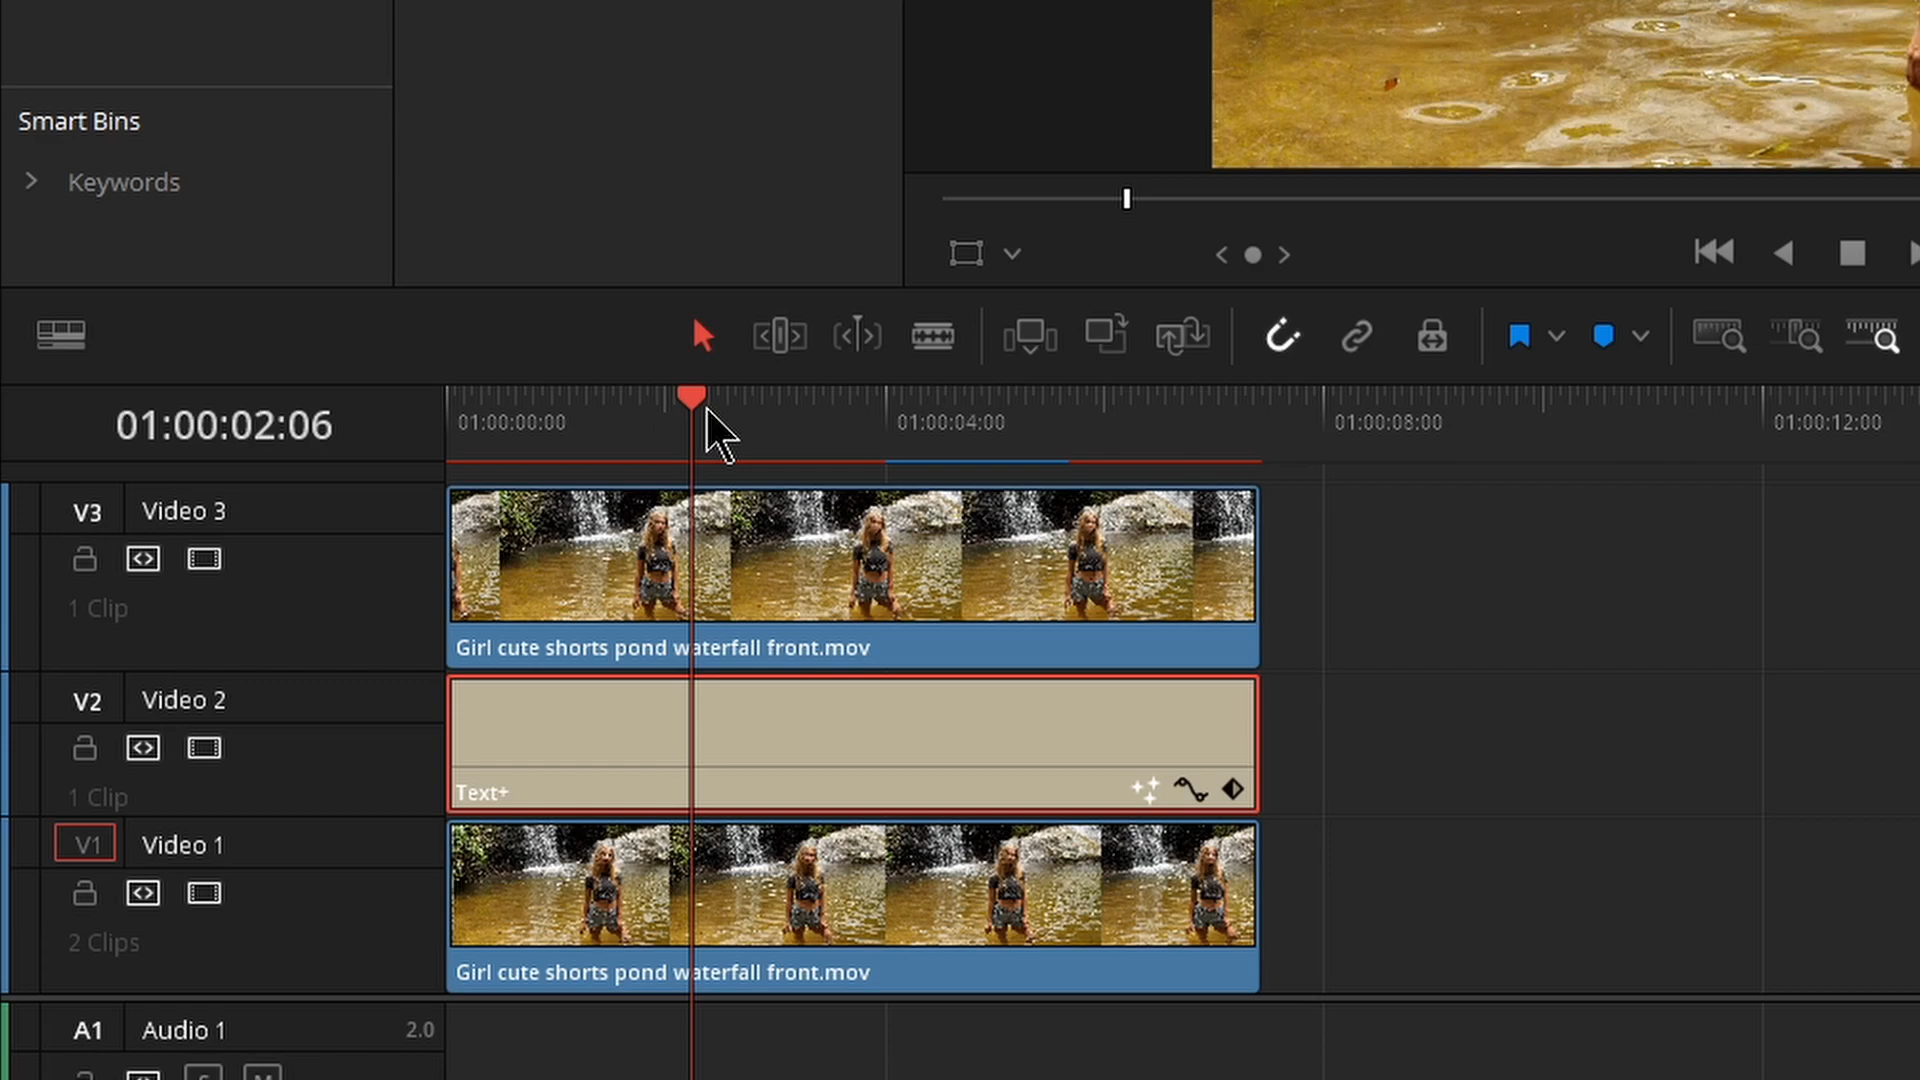 Smart Bins
Keywords
01:00:02:06
01:00:00:00
01:00:04:00
01:00:08:00
01:00:12:00
V3 Video 3
1 Clip
Girl cute shorts pond waterfall front.mov
V2 Video 2
1 Clip
Text+
V1 Video 1
2 Clips
Girl cute shorts pond waterfall front.mov
A1 Audio 1 2.0
S M